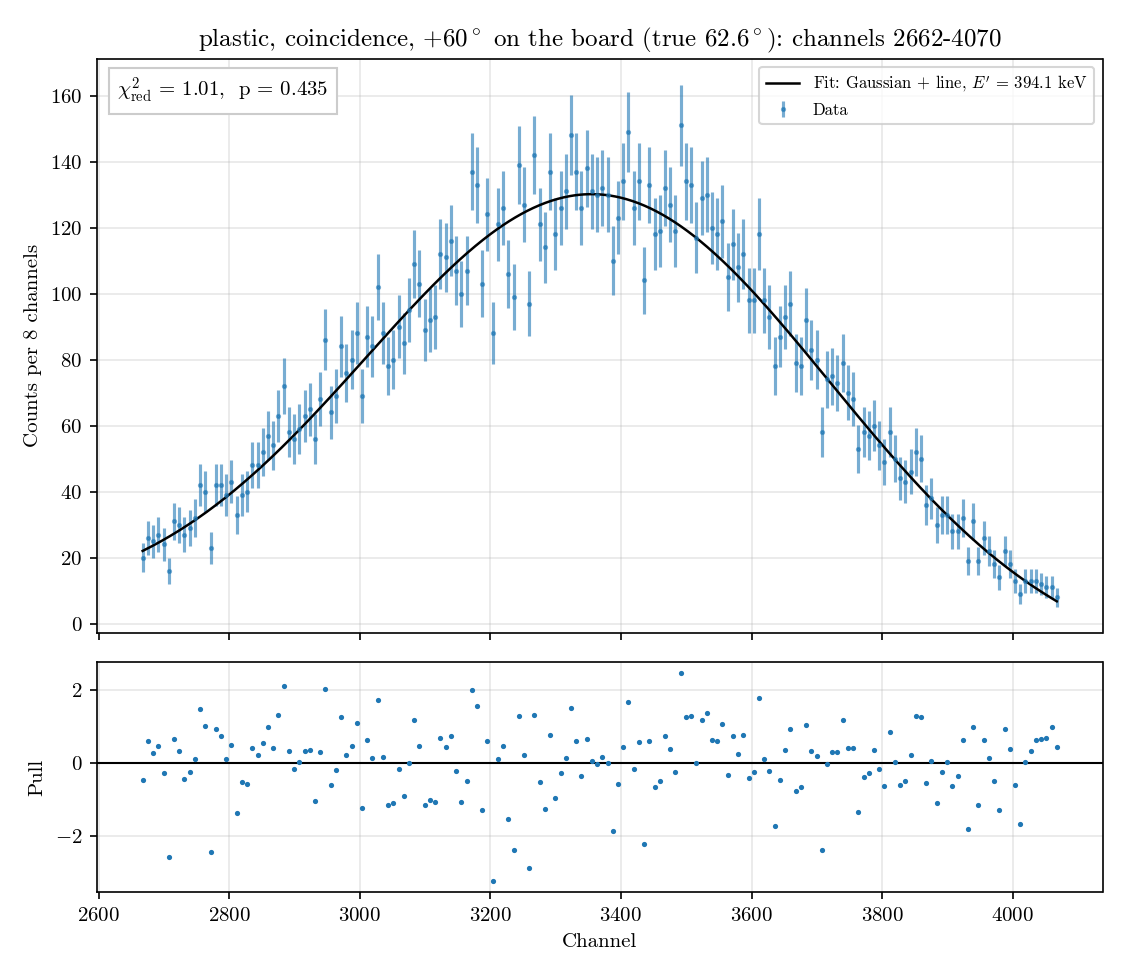 plastic, coincidence, +60° on the board (true 62.6°): channels 2662-4070
χ²red = 1.01, p = 0.435
Fit: Gaussian + line, E′ = 394.1 keV
Data
Counts per 8 channels
160
140
120
100
80
60
40
20
0
Pull
2
0
−2
2600 2800 3000 3200 3400 3600 3800 4000
Channel